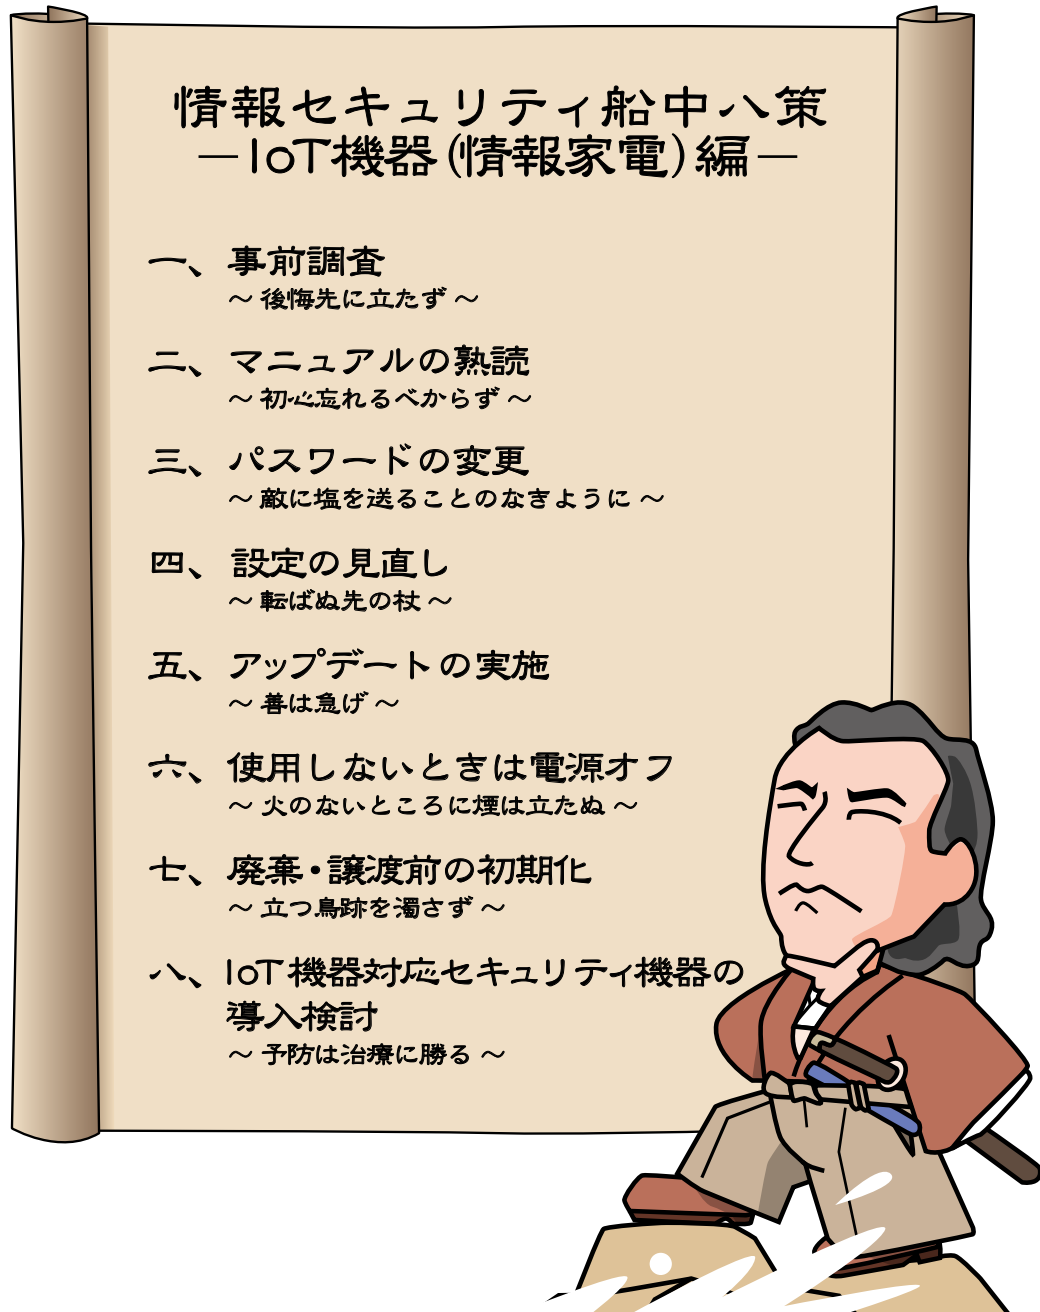 情報セキュリティ船中八策
―IoT機器(情報家電)編―
一、事前調査
～後悔先に立たず～
二、マニュアルの熟読
～初心忘れるべからず～
三、パスワードの変更
～敵に塩を送ることのなきように～
四、設定の見直し
～転ばぬ先の杖～
五、アップデートの実施
～善は急げ～
六、使用しないときは電源オフ
～火のないところに煙は立たぬ～
七、廃棄・譲渡前の初期化
～立つ鳥跡を濁さず～
八、IoT機器対応セキュリティ機器の
導入検討
～予防は治療に勝る～